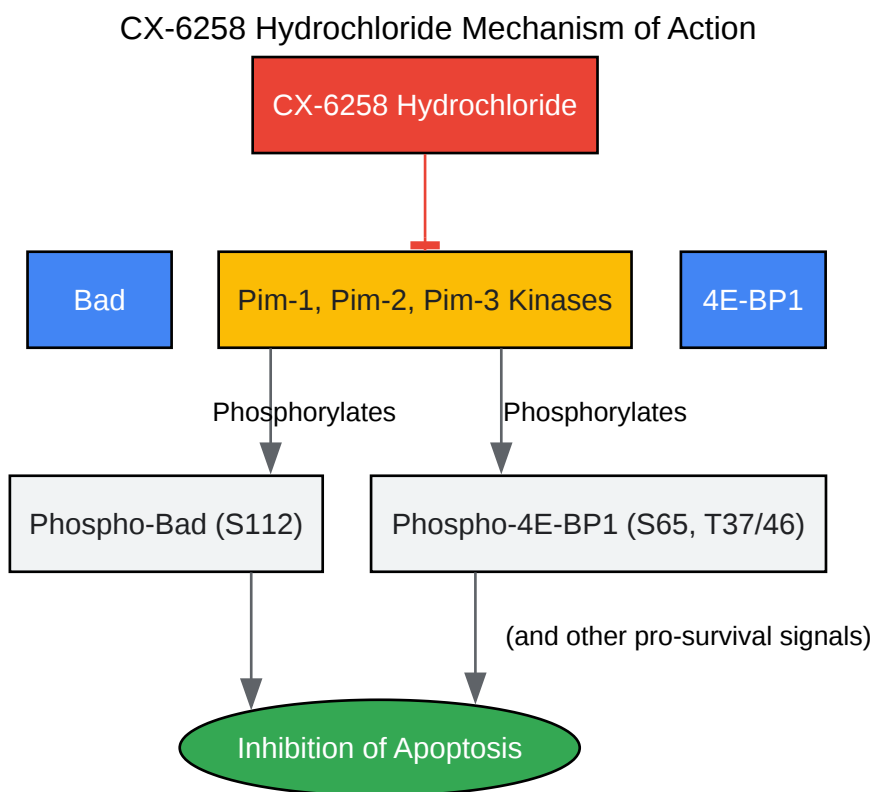 CX-6258 Hydrochloride Mechanism of Action
CX-6258 Hydrochloride
Bad
Pim-1, Pim-2, Pim-3 Kinases
4E-BP1
Phosphorylates
Phosphorylates
Phospho-Bad (S112)
Phospho-4E-BP1 (S65, T37/46)
(and other pro-survival signals)
Inhibition of Apoptosis